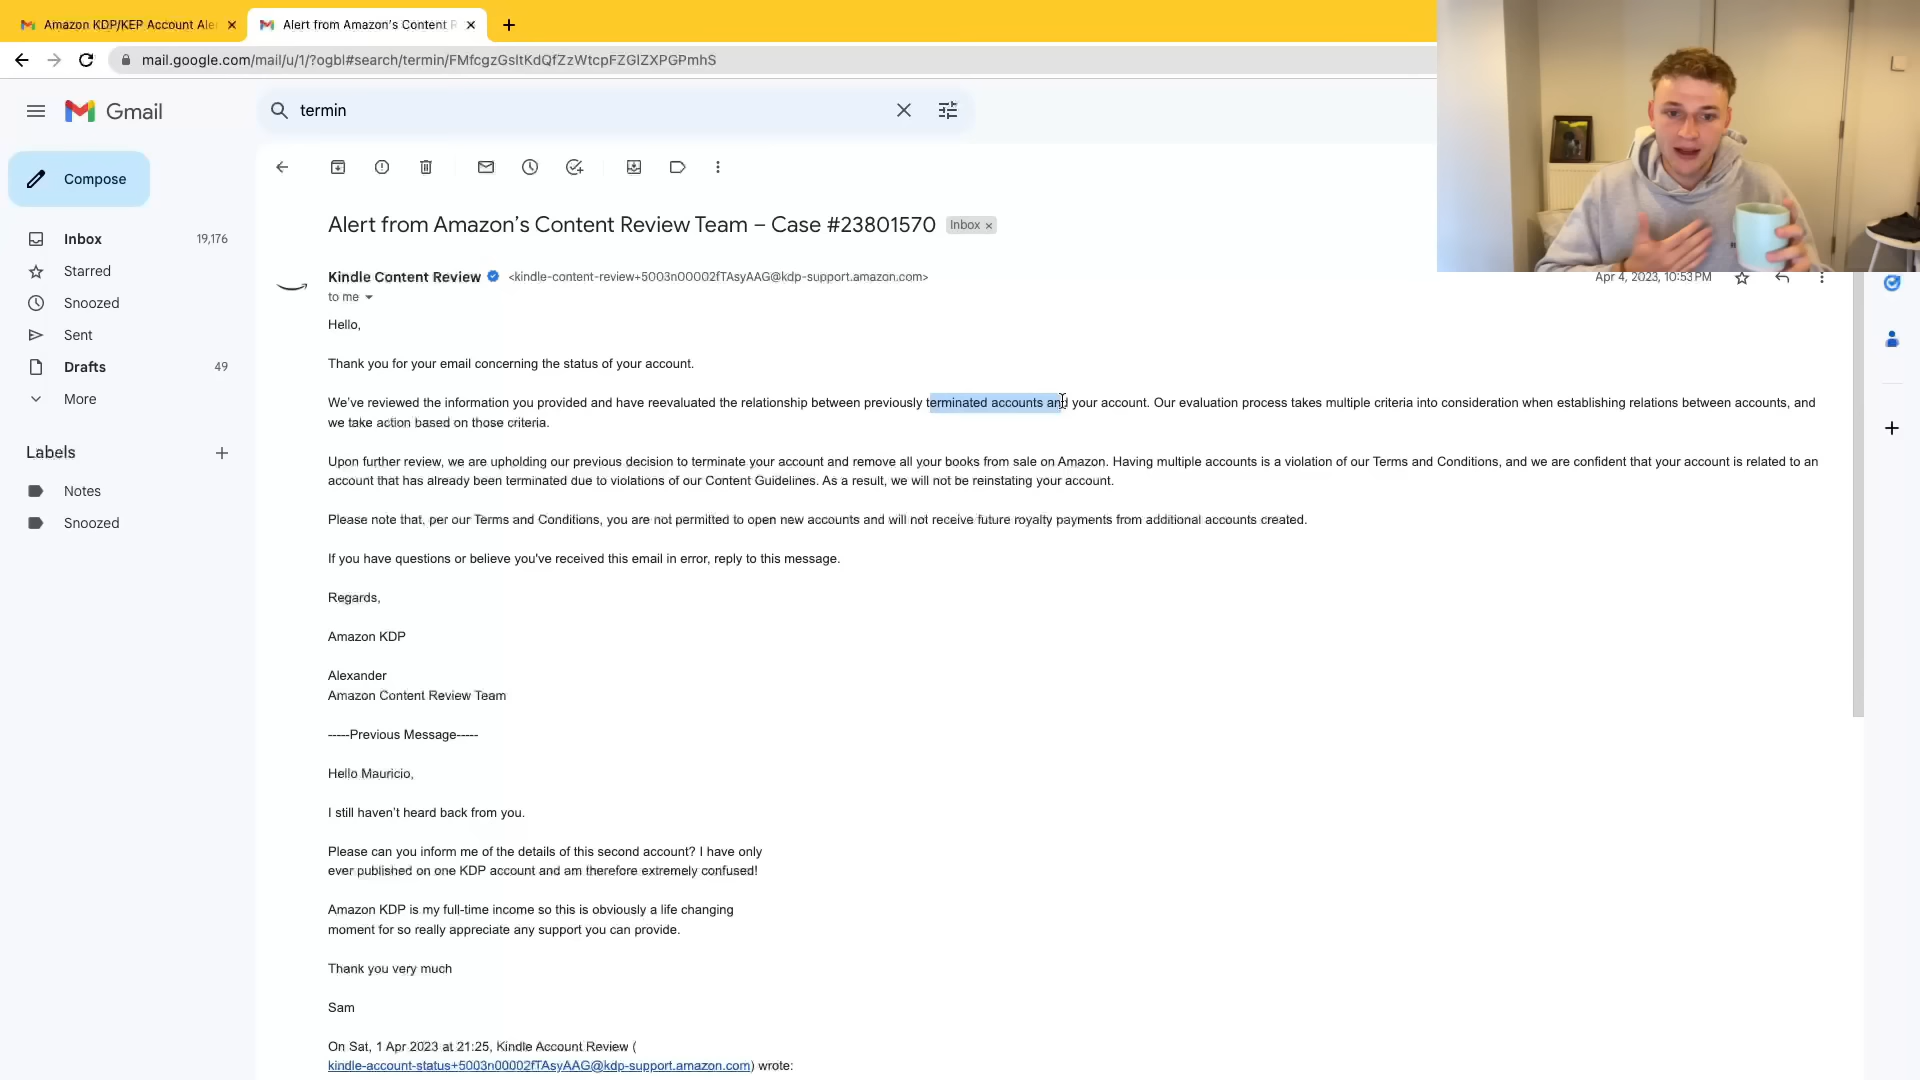 Amazon KDP/KEP Account Ale
Alert from Amazon's Content R
mail.google.com/mail/u/1/?ogbl#search/termin/FMfcgzGsltKdQfZzWtcpFZGlZXPGPmhS
Gmail
termin
Compose
Inbox 19,176
Starred
Snoozed
Sent
Drafts 49
More
Labels
Notes
Snoozed
Alert from Amazon’s Content Review Team – Case #23801570 Inbox
Kindle Content Review <kindle-content-review+5003n00002fTAsyAAG@kdp-support.amazon.com> Apr 4, 2023, 10:53 PM
to me
Hello,
Thank you for your email concerning the status of your account.
We’ve reviewed the information you provided and have reevaluated the relationship between previously terminated accounts and your account. Our evaluation process takes multiple criteria into consideration when establishing relations between accounts, and
we take action based on those criteria.
Upon further review, we are upholding our previous decision to terminate your account and remove all your books from sale on Amazon. Having multiple accounts is a violation of our Terms and Conditions, and we are confident that your account is related to an
account that has already been terminated due to violations of our Content Guidelines. As a result, we will not be reinstating your account.
Please note that, per our Terms and Conditions, you are not permitted to open new accounts and will not receive future royalty payments from additional accounts created.
If you have questions or believe you've received this email in error, reply to this message.
Regards,
Amazon KDP
Alexander
Amazon Content Review Team
-----Previous Message-----
Hello Mauricio,
I still haven’t heard back from you.
Please can you inform me of the details of this second account? I have only
ever published on one KDP account and am therefore extremely confused!
Amazon KDP is my full-time income so this is obviously a life changing
moment for so really appreciate any support you can provide.
Thank you very much
Sam
On Sat, 1 Apr 2023 at 21:25, Kindle Account Review (
kindle-account-status+5003n00002fTAsyAAG@kdp-support.amazon.com) wrote: